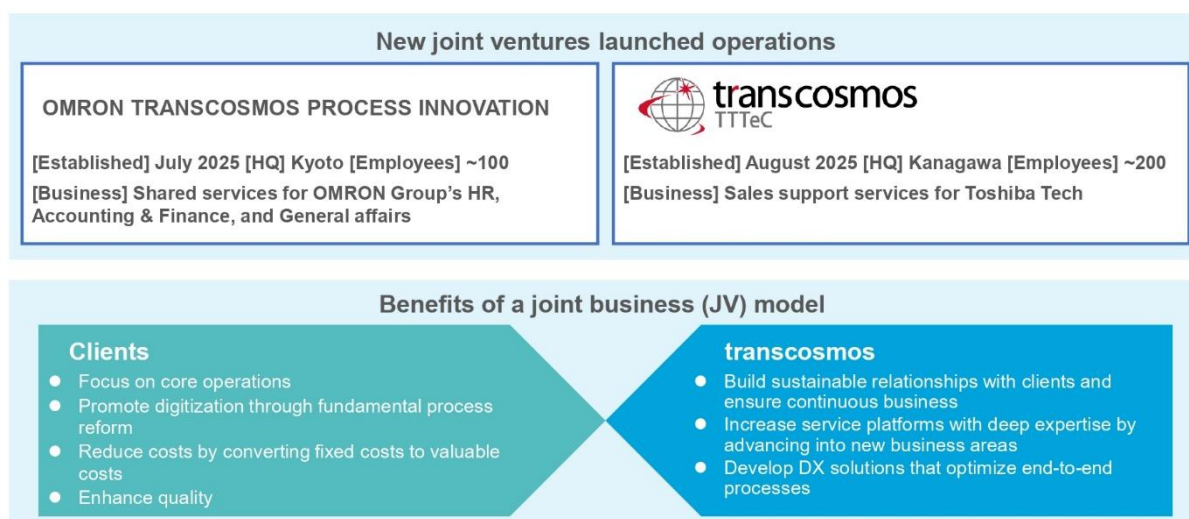 New joint ventures launched operations
OMRON TRANSCOSMOS PROCESS INNOVATION
[Established] July 2025 [HQ] Kyoto [Employees] ~100
[Business] Shared services for OMRON Group’s HR,
Accounting & Finance, and General affairs
transcosmos
TTTeC
[Established] August 2025 [HQ] Kanagawa [Employees] ~200
[Business] Sales support services for Toshiba Tech
Benefits of a joint business (JV) model
Clients
● Focus on core operations
● Promote digitization through fundamental process
reform
● Reduce costs by converting fixed costs to valuable
costs
● Enhance quality
transcosmos
● Build sustainable relationships with clients and
ensure continuous business
● Increase service platforms with deep expertise by
advancing into new business areas
● Develop DX solutions that optimize end-to-end
processes